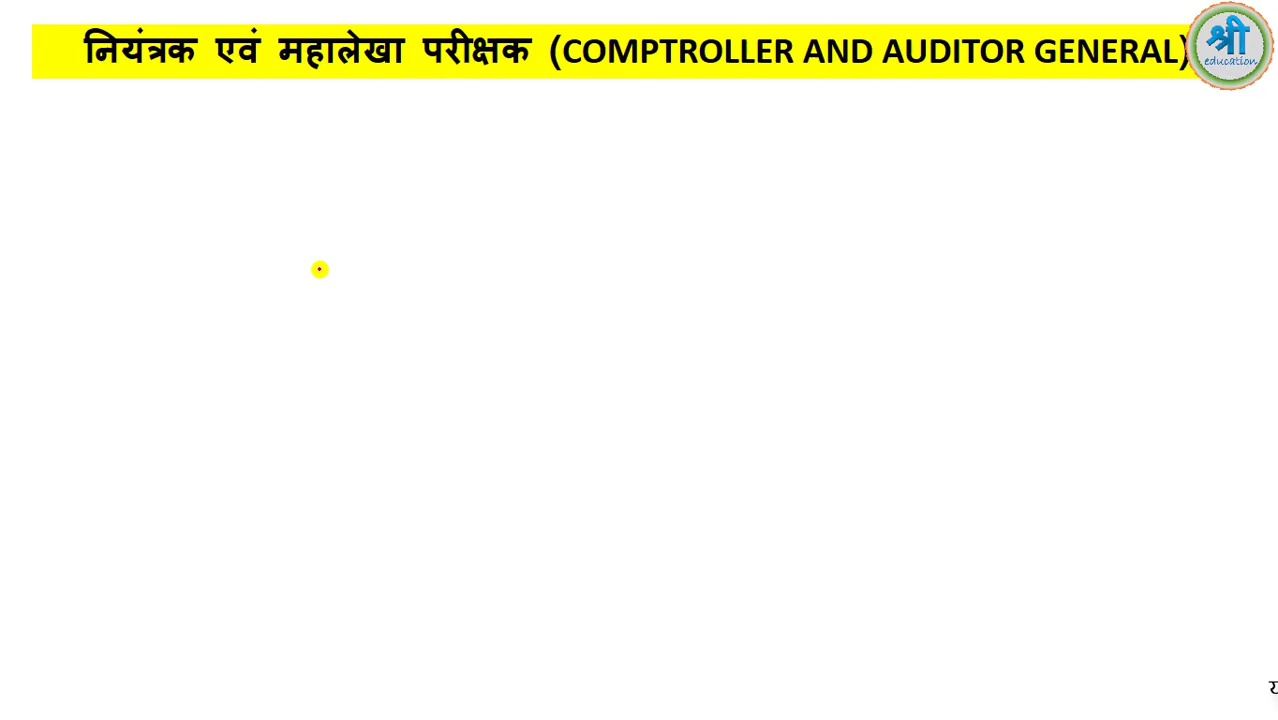 नियंत्रक एवं महालेखा परीक्षक (COMPTROLLER AND AUDITOR GENERAL)
श्री
education